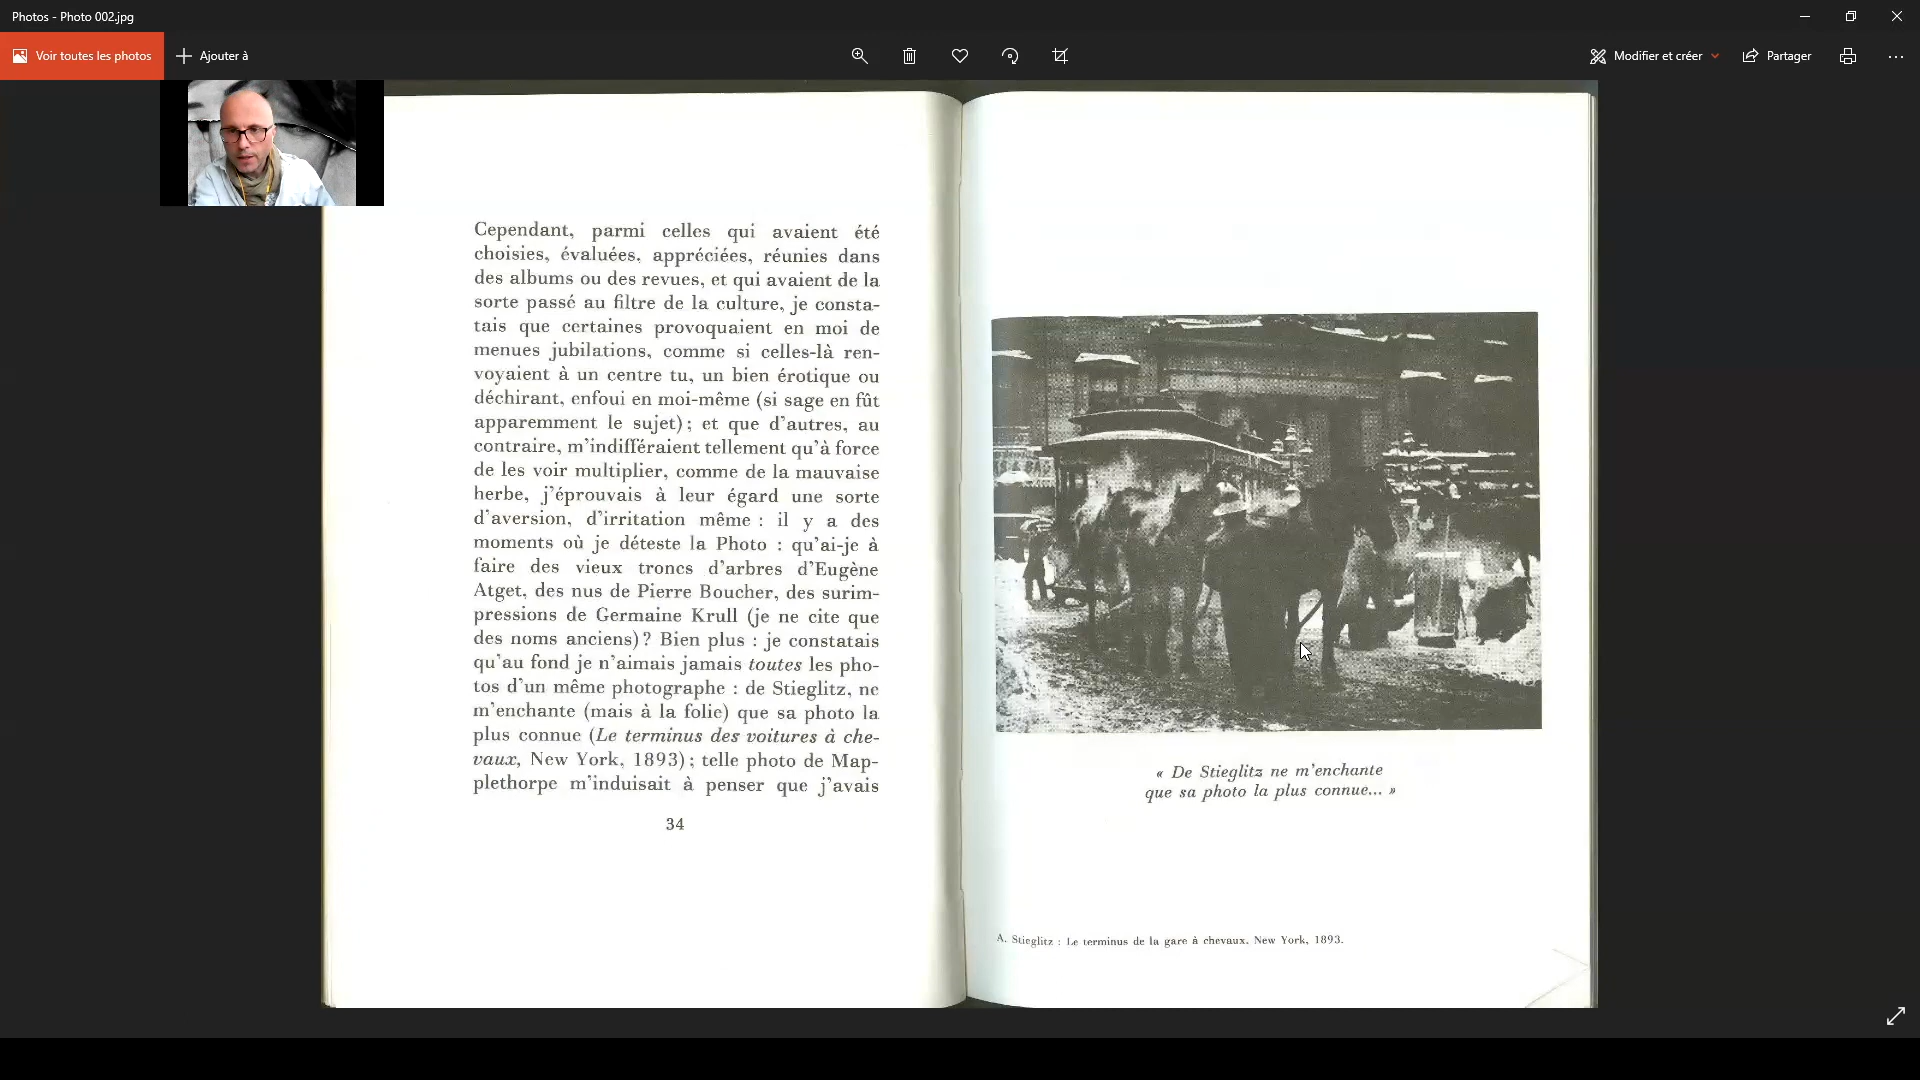 Photos - Photo 002.jpg
Voir toutes les photos
Ajouter à
Modifier et créer
Partager
Cependant, parmi celles qui avaient été
choisies, évaluées, appréciées, réunies dans
des albums ou des revues, et qui avaient de la
sorte passé au filtre de la culture, je consta-
tais que certaines provoquaient en moi de
menues jubilations, comme si celles-là ren-
voyaient à un centre tu, un bien érotique ou
déchirant, enfoui en moi-même (si sage en fût
apparemment le sujet) ; et que d'autres, au
contraire, m'indifféraient tellement qu'à force
de les voir multiplier, comme de la mauvaise
herbe, j'éprouvais à leur égard une sorte
d'aversion, d'irritation même : il y a des
moments où je déteste la Photo : qu'ai-je à
faire des vieux troncs d'arbres d'Eugène
Atget, des nus de Pierre Boucher, des surim-
pressions de Germaine Krull (je ne cite que
des noms anciens) ? Bien plus : je constatais
qu'au fond je n'aimais jamais toutes les pho-
tos d'un même photographe : de Stieglitz, ne
m'enchante (mais à la folie) que sa photo la
plus connue (Le terminus des voitures à che-
vaux, New York, 1893) ; telle photo de Map-
plethorpe m'induisait à penser que j'avais
34
« De Stieglitz ne m'enchante
que sa photo la plus connue... »
A. Stieglitz : Le terminus de la gare à chevaux. New York, 1893.